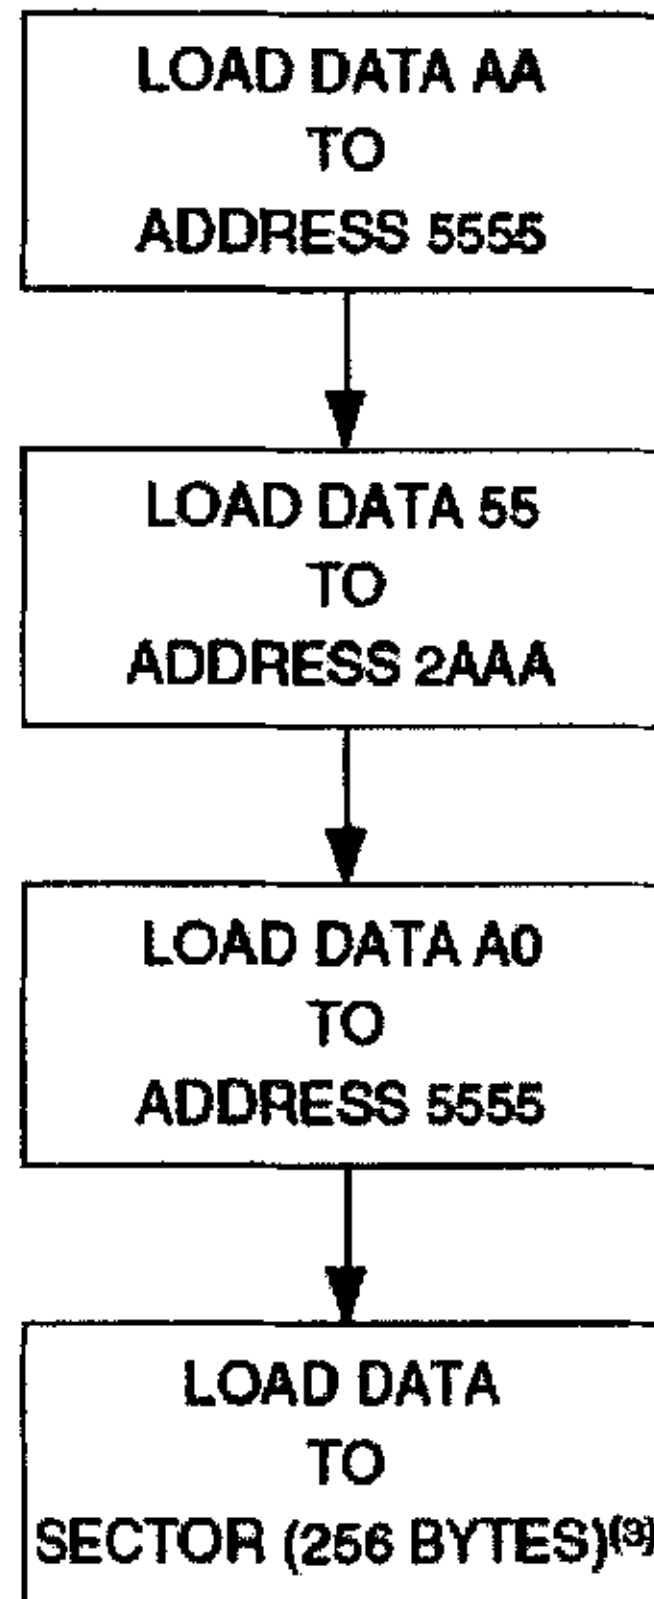 LOAD DATA AA
TO
ADDRESS 5555
LOAD DATA 55
TO
ADDRESS 2AAA
LOAD DATA A0
TO
ADDRESS 5555
LOAD DATA
TO
SECTOR (256 BYTES)(3)